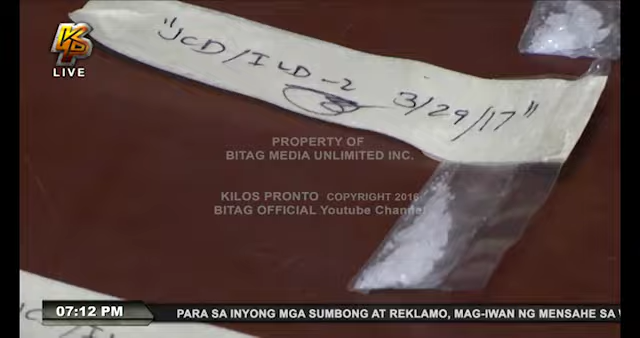 KP
LIVE
"JCD/ILD-2 3/29/17"
PROPERTY OF
BITAG MEDIA UNLIMITED INC.
KILOS PRONTO COPYRIGHT 2016
BITAG OFFICIAL Youtube Channel
07:12 PM
PARA SA INYONG MGA SUMBONG AT REKLAMO, MAG-IWAN NG MENSAHE SA